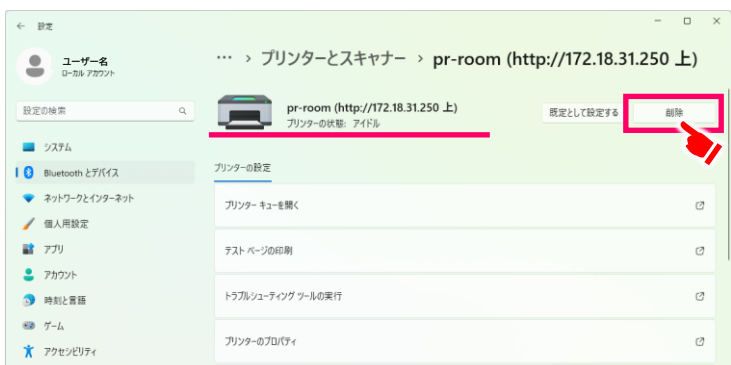 ← 設定
ユーザー名
ローカル アカウント
設定の検索
システム
Bluetooth とデバイス
ネットワークとインターネット
個人用設定
アプリ
アカウント
時刻と言語
ゲーム
アクセシビリティ
… › プリンターとスキャナー › pr-room (http://172.18.31.250 上)
pr-room (http://172.18.31.250 上)
プリンターの状態: アイドル
既定として設定する
削除
プリンターの設定
プリンター キューを開く
テスト ページの印刷
トラブルシューティング ツールの実行
プリンターのプロパティ